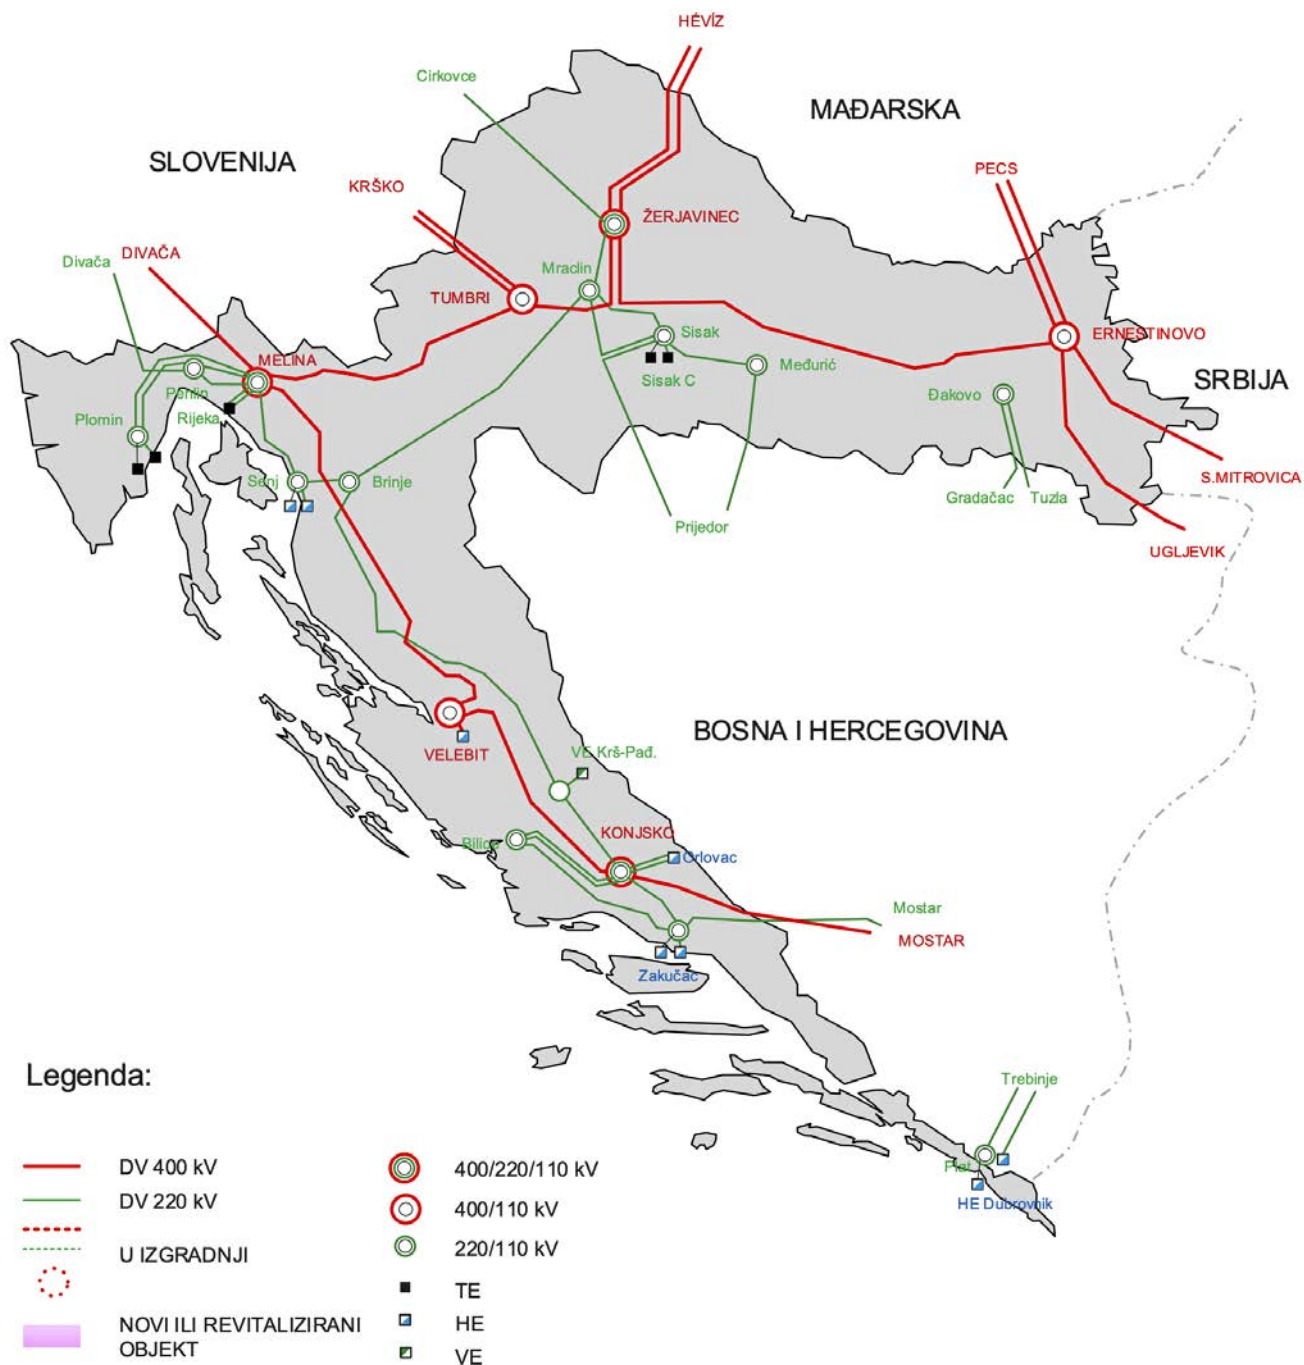 HÉVÍZ
Cirkovce
MAĐARSKA
SLOVENIJA
PECS
KRŠKO
ŽERJAVINEC
DIVAČA
Divača
Mraclin
TUMBRI
Sisak
ERNESTINOVO
MELINA
Međurić
SRBIJA
Sisak C
Pehlin
Đakovo
Plomin
Rijeka
S.MITROVICA
Senj
Brinje
Gradačac
Tuzla
Prijedor
UGLJEVIK
BOSNA I HERCEGOVINA
VELEBIT
VE Krš-Pađ.
KONJSKO
Bilice
Orlovac
Mostar
MOSTAR
Zakučac
Trebinje
Plat
HE Dubrovnik
Legenda:
DV 400 kV
DV 220 kV
U IZGRADNJI
NOVI ILI REVITALIZIRANI
OBJEKT
400/220/110 kV
400/110 kV
220/110 kV
TE
HE
VE